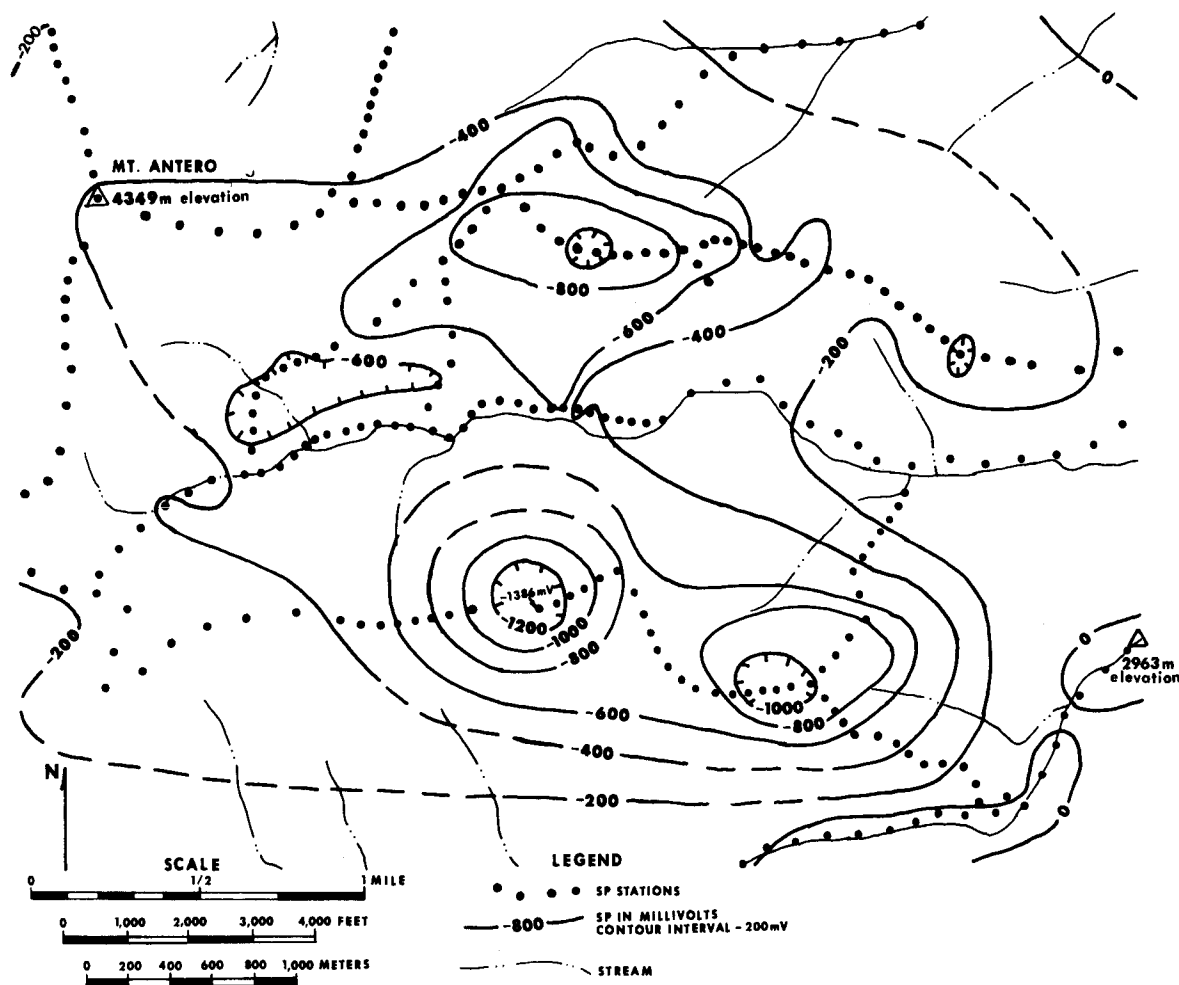 -200
0
-400
MT. ANTERO
4349m elevation
-800
-600
-400
-200
-600
-1386mV
-1200
-1000
-800
-200
0
2963m
elevation
-1000
-800
-600
-400
-200
0
N
SCALE
0 1/2 1 MILE
0 1,000 2,000 3,000 4,000 FEET
0 200 400 600 800 1,000 METERS
LEGEND
SP STATIONS
-800
SP IN MILLIVOLTS
CONTOUR INTERVAL -200mV
STREAM